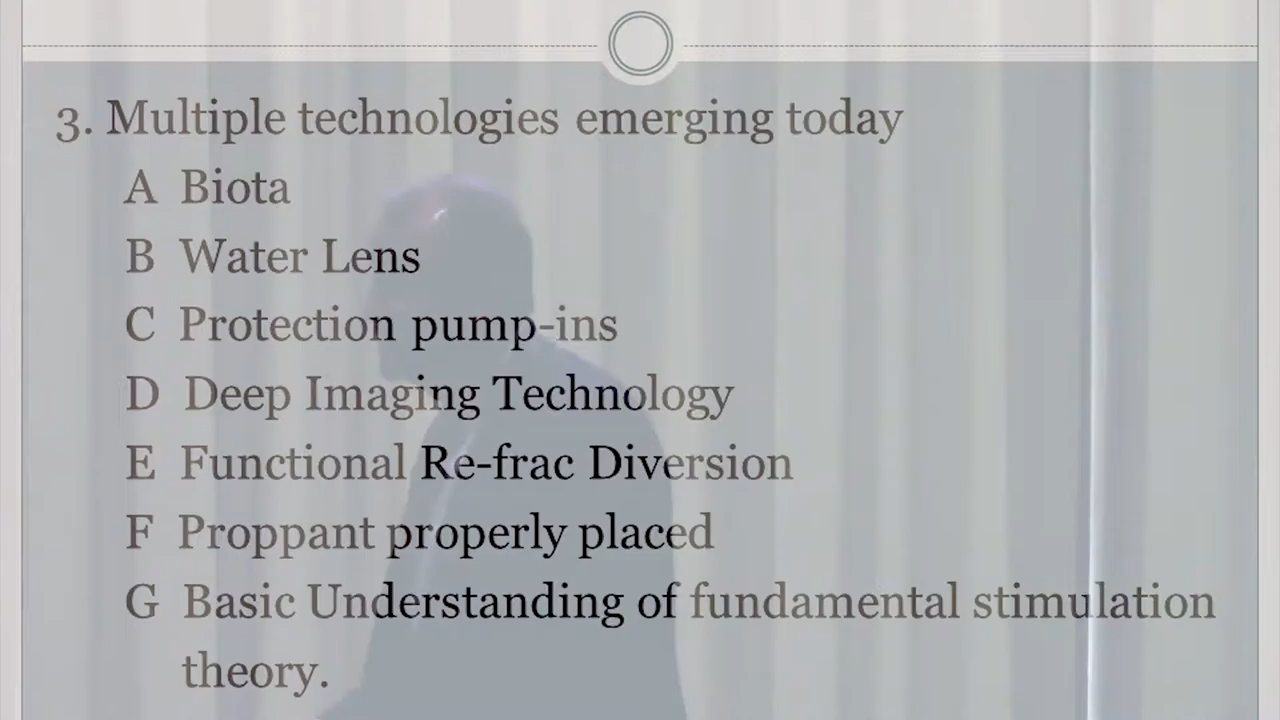 3. Multiple technologies emerging today
A Biota
B Water Lens
C Protection pump-ins
D Deep Imaging Technology
E Functional Re-frac Diversion
F Proppant properly placed
G Basic Understanding of fundamental stimulation
theory.